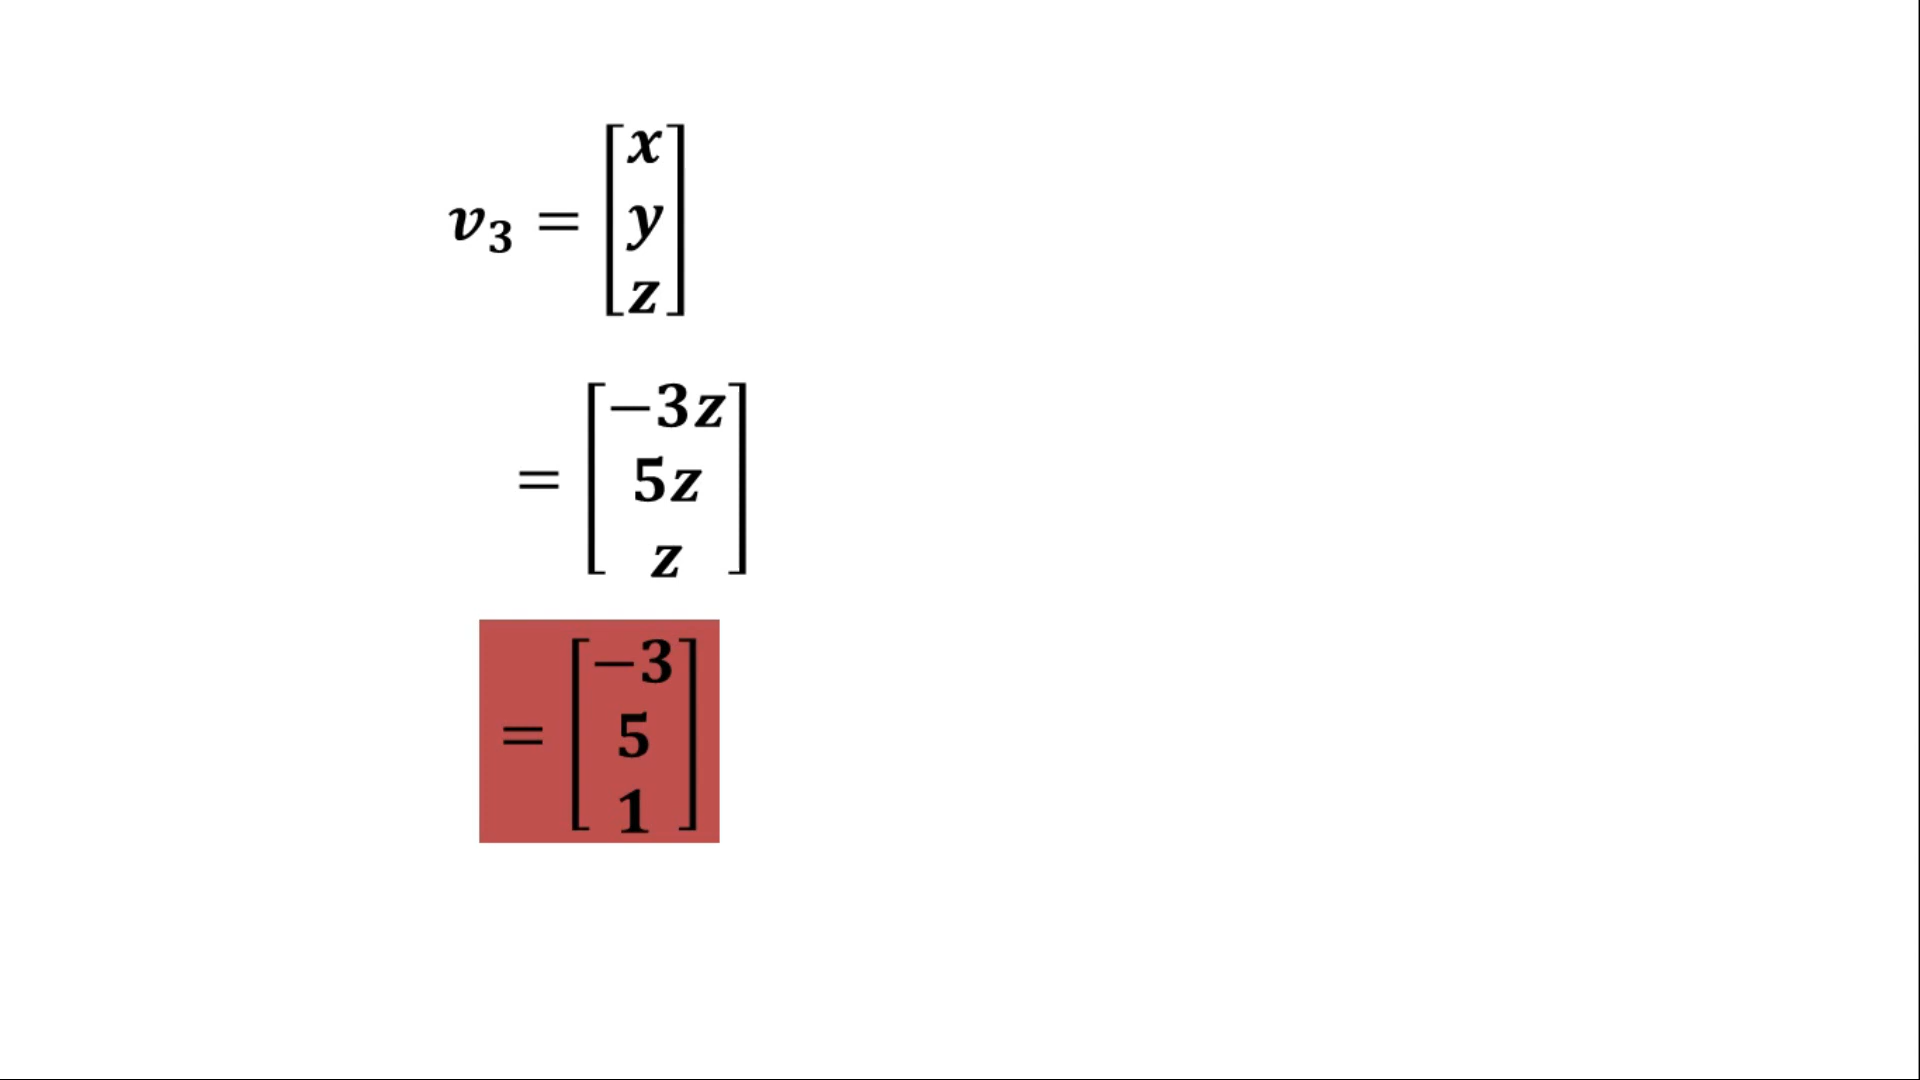 v₃ = [x
y
z]
= [−3z
5z
z]
= [−3
5
1]